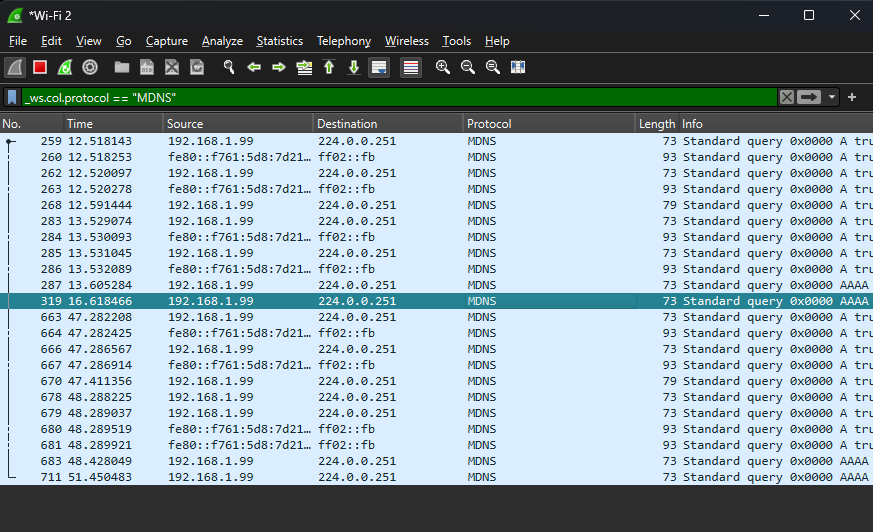 *Wi-Fi 2
File Edit View Go Capture Analyze Statistics Telephony Wireless Tools Help
_ws.col.protocol == "MDNS"
No. Time Source Destination Protocol Length Info
259 12.518143 192.168.1.99 224.0.0.251 MDNS 73 Standard query 0x0000 A tru
260 12.518253 fe80::f761:5d8:7d21… ff02::fb MDNS 93 Standard query 0x0000 A tru
262 12.520097 192.168.1.99 224.0.0.251 MDNS 73 Standard query 0x0000 A tru
263 12.520278 fe80::f761:5d8:7d21… ff02::fb MDNS 93 Standard query 0x0000 A tru
268 12.591444 192.168.1.99 224.0.0.251 MDNS 79 Standard query 0x0000 A tru
283 13.529074 192.168.1.99 224.0.0.251 MDNS 73 Standard query 0x0000 A tru
284 13.530093 fe80::f761:5d8:7d21… ff02::fb MDNS 93 Standard query 0x0000 A tru
285 13.531045 192.168.1.99 224.0.0.251 MDNS 73 Standard query 0x0000 A tru
286 13.532089 fe80::f761:5d8:7d21… ff02::fb MDNS 93 Standard query 0x0000 A tru
287 13.605284 192.168.1.99 224.0.0.251 MDNS 73 Standard query 0x0000 AAAA
319 16.618466 192.168.1.99 224.0.0.251 MDNS 73 Standard query 0x0000 AAAA
663 47.282208 192.168.1.99 224.0.0.251 MDNS 73 Standard query 0x0000 A tru
664 47.282425 fe80::f761:5d8:7d21… ff02::fb MDNS 93 Standard query 0x0000 A tru
666 47.286567 192.168.1.99 224.0.0.251 MDNS 73 Standard query 0x0000 A tru
667 47.286914 fe80::f761:5d8:7d21… ff02::fb MDNS 93 Standard query 0x0000 A tru
670 47.411356 192.168.1.99 224.0.0.251 MDNS 79 Standard query 0x0000 A tru
678 48.288225 192.168.1.99 224.0.0.251 MDNS 73 Standard query 0x0000 A tru
679 48.289037 192.168.1.99 224.0.0.251 MDNS 73 Standard query 0x0000 A tru
680 48.289519 fe80::f761:5d8:7d21… ff02::fb MDNS 93 Standard query 0x0000 A tru
681 48.289921 fe80::f761:5d8:7d21… ff02::fb MDNS 93 Standard query 0x0000 A tru
683 48.428049 192.168.1.99 224.0.0.251 MDNS 73 Standard query 0x0000 AAAA
711 51.450483 192.168.1.99 224.0.0.251 MDNS 73 Standard query 0x0000 AAAA